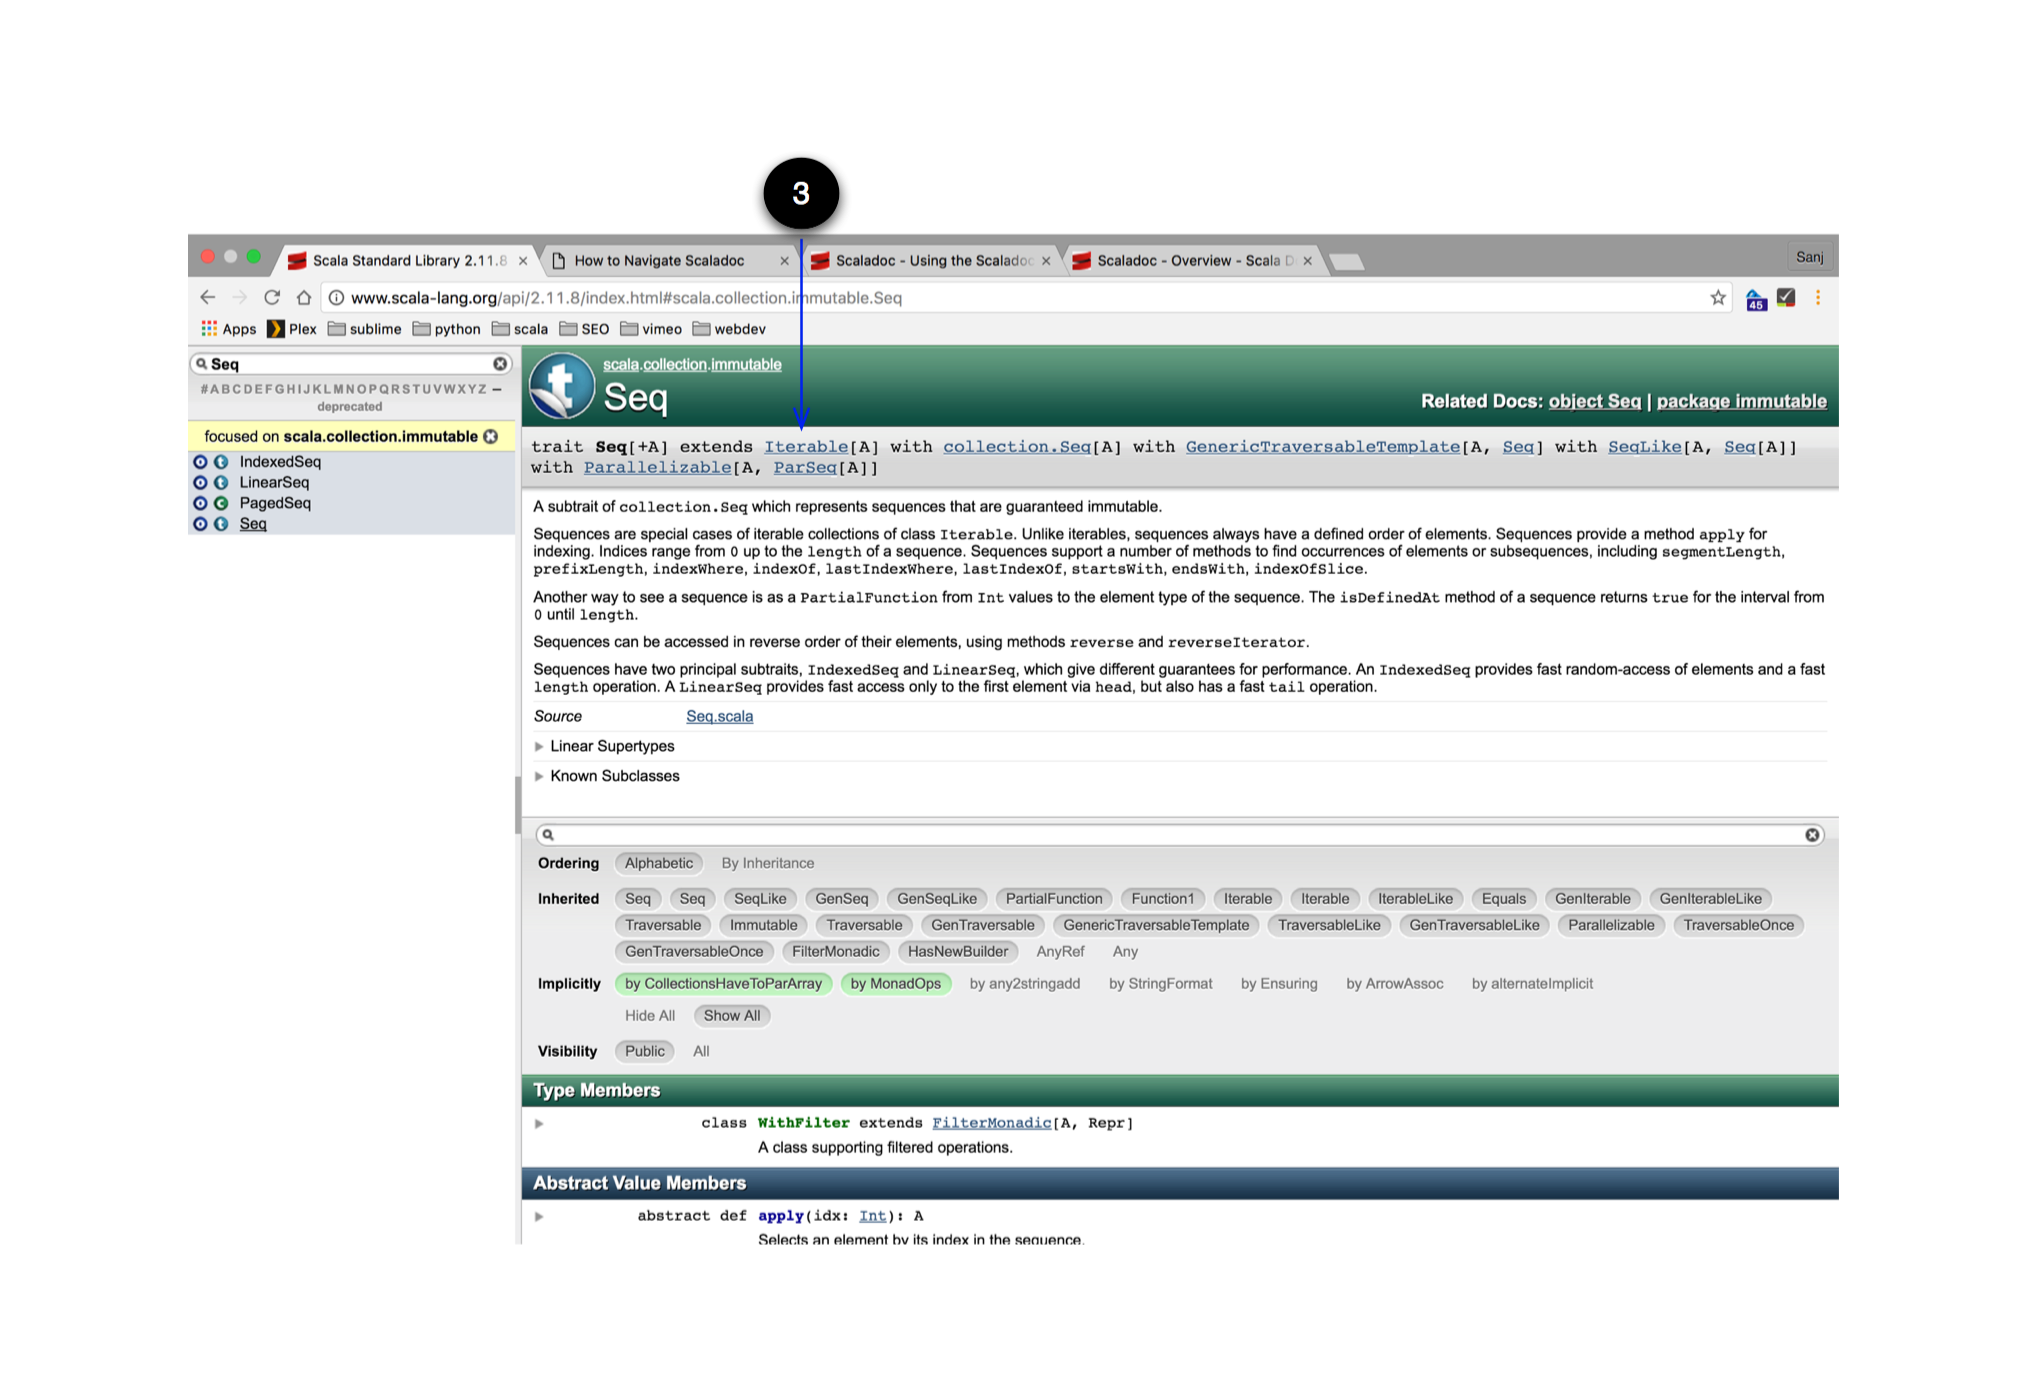 3
Scala Standard Library 2.11.8
How to Navigate Scaladoc
Scaladoc - Using the Scaladoc
Scaladoc - Overview - Scala D
Sanj
www.scala-lang.org/api/2.11.8/index.html#scala.collection.immutable.Seq
45
Apps Plex sublime python scala SEO vimeo webdev
Seq
#ABCDEFGHIJKLMNOPQRSTUVWXYZ –
deprecated
focused on scala.collection.immutable
IndexedSeq
LinearSeq
PagedSeq
Seq
t
scala.collection.immutable
Seq
Related Docs: object Seq | package immutable
trait Seq[+A] extends Iterable[A] with collection.Seq[A] with GenericTraversableTemplate[A, Seq] with SeqLike[A, Seq[A]]
with Parallelizable[A, ParSeq[A]]
A subtrait of collection.Seq which represents sequences that are guaranteed immutable.
Sequences are special cases of iterable collections of class Iterable. Unlike iterables, sequences always have a defined order of elements. Sequences provide a method apply for
indexing. Indices range from 0 up to the length of a sequence. Sequences support a number of methods to find occurrences of elements or subsequences, including segmentLength,
prefixLength, indexWhere, indexOf, lastIndexWhere, lastIndexOf, startsWith, endsWith, indexOfSlice.
Another way to see a sequence is as a PartialFunction from Int values to the element type of the sequence. The isDefinedAt method of a sequence returns true for the interval from
0 until length.
Sequences can be accessed in reverse order of their elements, using methods reverse and reverseIterator.
Sequences have two principal subtraits, IndexedSeq and LinearSeq, which give different guarantees for performance. An IndexedSeq provides fast random-access of elements and a fast
length operation. A LinearSeq provides fast access only to the first element via head, but also has a fast tail operation.
Source Seq.scala
Linear Supertypes
Known Subclasses
Ordering Alphabetic By Inheritance
Inherited Seq Seq SeqLike GenSeq GenSeqLike PartialFunction Function1 Iterable Iterable IterableLike Equals GenIterable GenIterableLike
Traversable Immutable Traversable GenTraversable GenericTraversableTemplate TraversableLike GenTraversableLike Parallelizable TraversableOnce
GenTraversableOnce FilterMonadic HasNewBuilder AnyRef Any
Implicitly by CollectionsHaveToParArray by MonadOps by any2stringadd by StringFormat by Ensuring by ArrowAssoc by alternateImplicit
Hide All Show All
Visibility Public All
Type Members
class WithFilter extends FilterMonadic[A, Repr]
A class supporting filtered operations.
Abstract Value Members
abstract def apply(idx: Int): A
Selects an element by its index in the sequence.